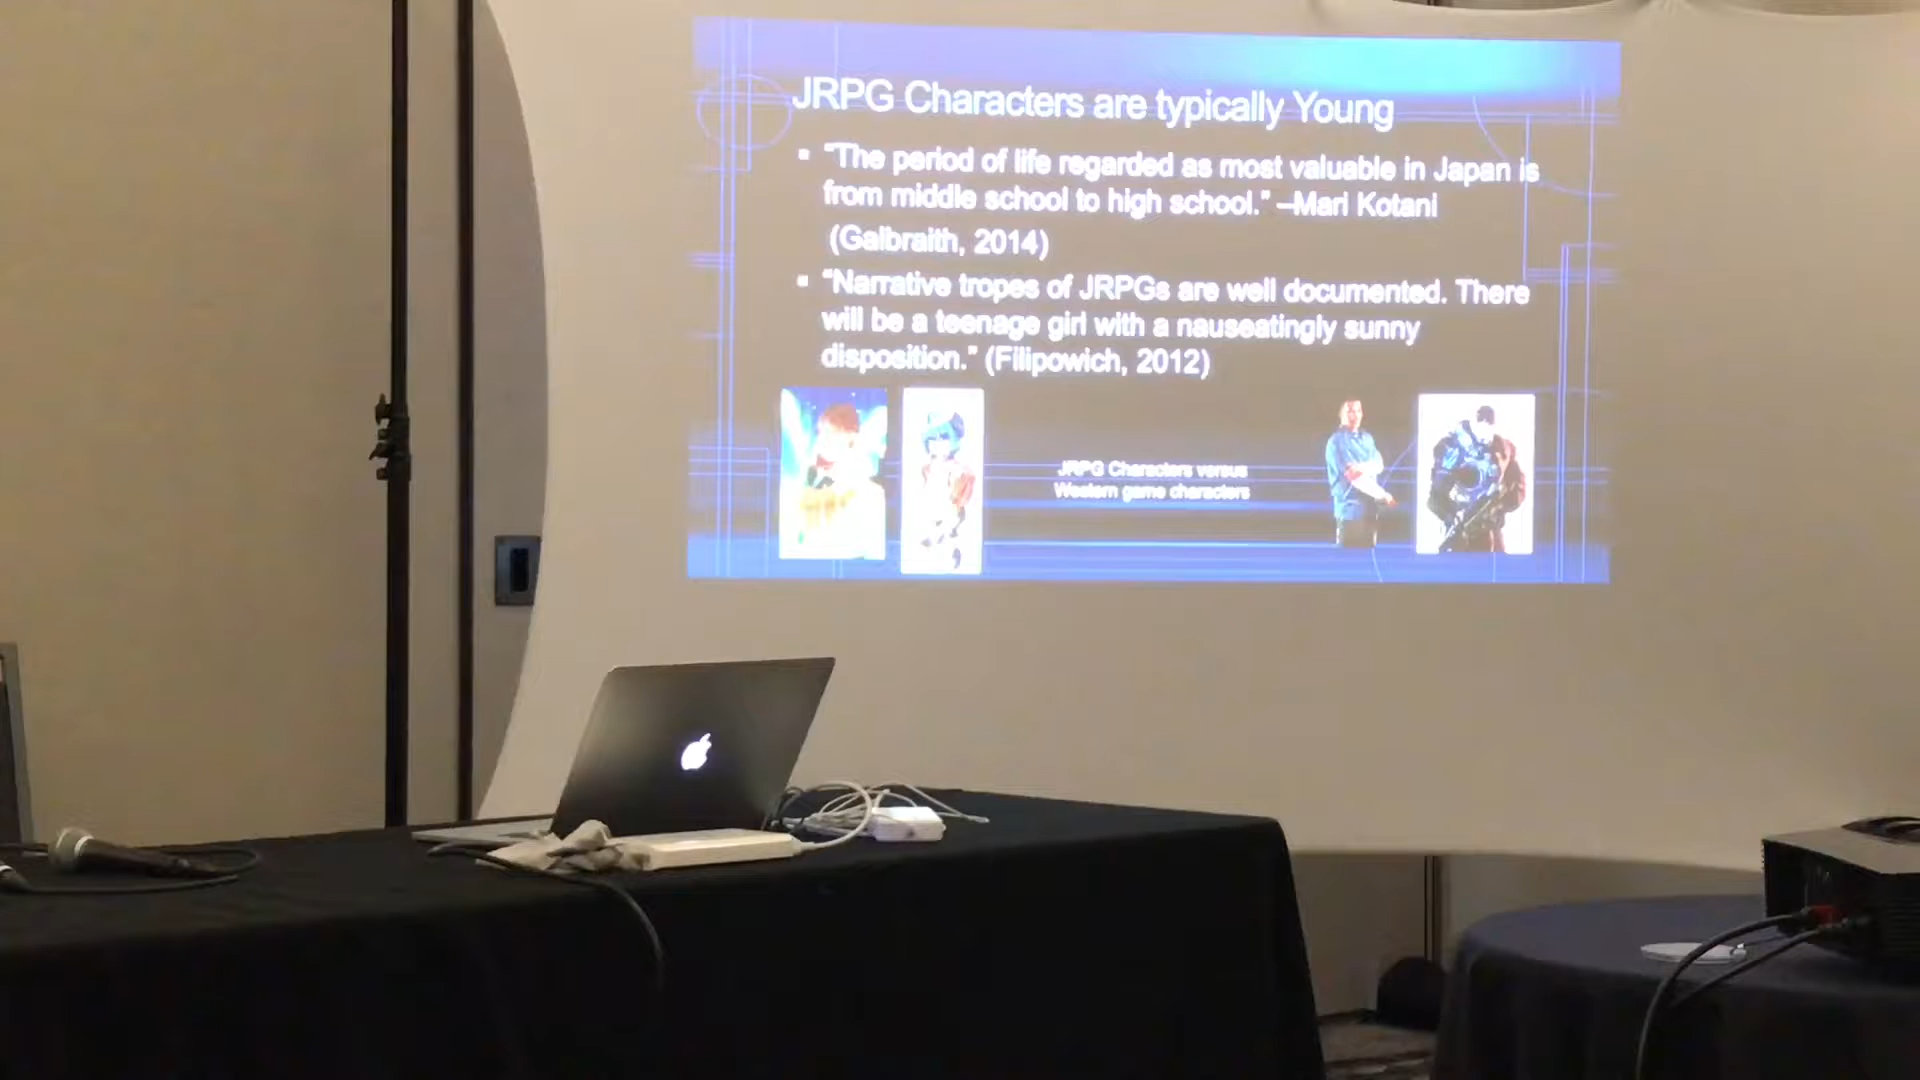 JRPG Characters are typically Young
▪ “The period of life regarded as most valuable in Japan is
from middle school to high school.” –Mari Kotani
(Galbraith, 2014)
▪ “Narrative tropes of JRPGs are well documented. There
will be a teenage girl with a nauseatingly sunny
disposition.” (Filipowich, 2012)
JRPG Characters versus
Western game characters